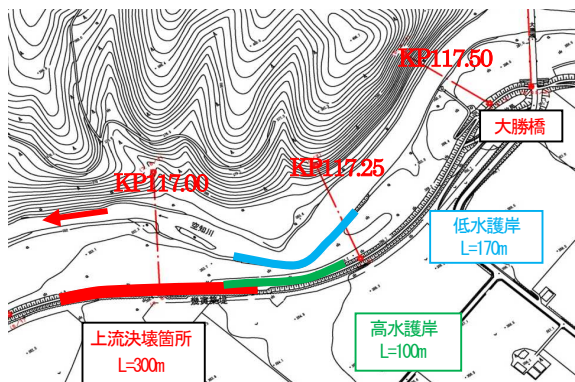 KP117.50
大勝橋
KP117.25
KP117.00
低水護岸
L=170m
空知川
上流決壊箇所
L=300m
高水護岸
L=100m